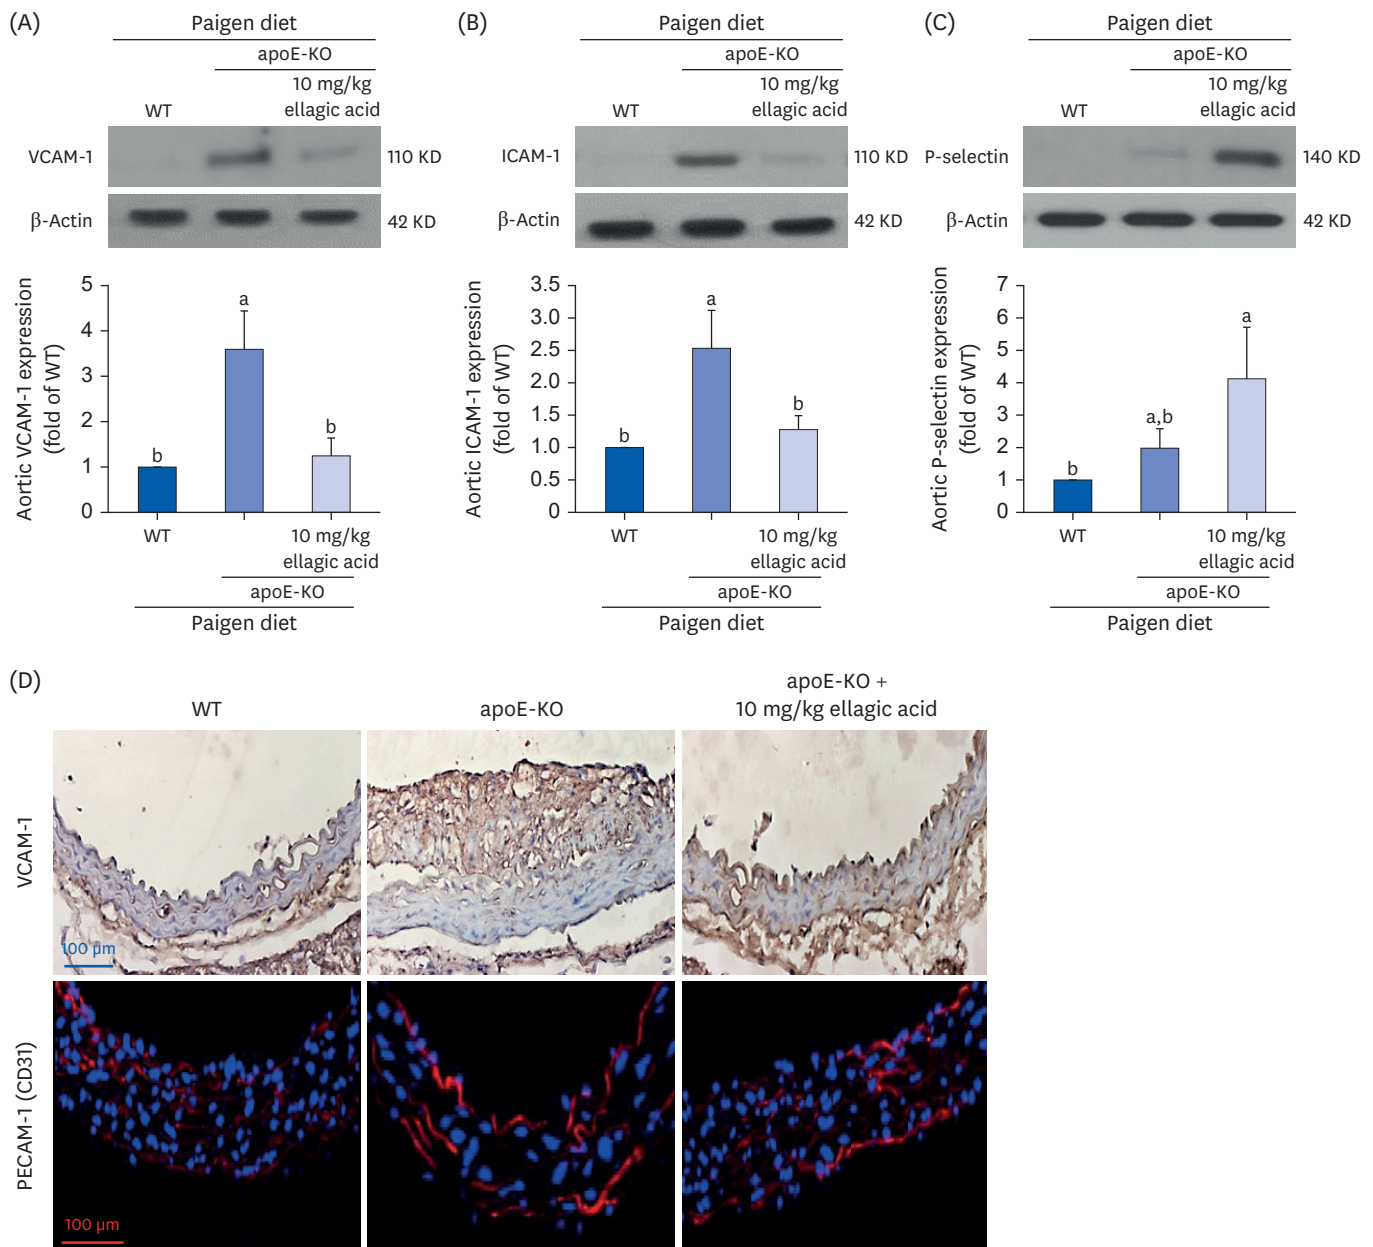 (A)
Paigen diet
apoE-KO
WT
10 mg/kg
ellagic acid
VCAM-1
110 KD
β-Actin
42 KD
Aortic VCAM-1 expression
(fold of WT)
5
4
3
2
1
0
b
a
b
WT
10 mg/kg
ellagic acid
apoE-KO
Paigen diet
(B)
Paigen diet
apoE-KO
WT
10 mg/kg
ellagic acid
ICAM-1
110 KD
β-Actin
42 KD
Aortic ICAM-1 expression
(fold of WT)
3.5
3.0
2.5
2.0
1.5
1.0
0.5
0
b
a
b
WT
10 mg/kg
ellagic acid
apoE-KO
Paigen diet
(C)
Paigen diet
apoE-KO
WT
10 mg/kg
ellagic acid
P-selectin
140 KD
β-Actin
42 KD
Aortic P-selectin expression
(fold of WT)
7
6
5
4
3
2
1
0
b
a,b
a
WT
10 mg/kg
ellagic acid
apoE-KO
Paigen diet
(D)
WT
apoE-KO
apoE-KO +
10 mg/kg ellagic acid
VCAM-1
100 µm
PECAM-1 (CD31)
100 µm